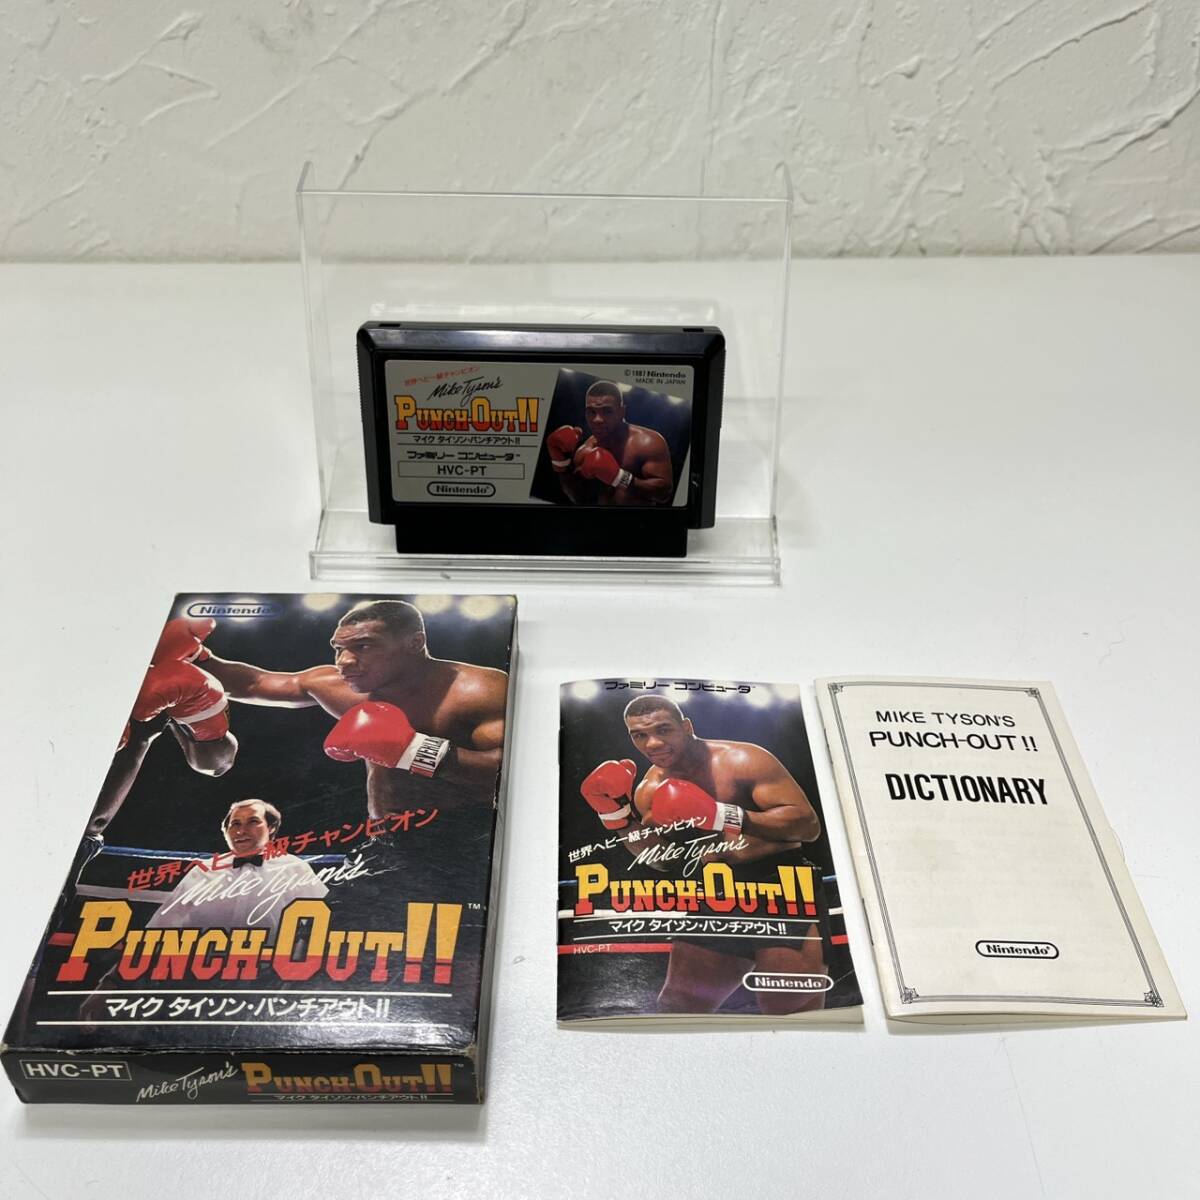 世界ヘビー級チャンピオン
Mike Tyson's
PUNCH-OUT!!
マイク タイソン・パンチアウト!!
ファミリー コンピュータ™
HVC-PT
Nintendo®
©1987 Nintendo
MADE IN JAPAN
Nintendo
EVERLA
世界ヘビー級チャンピオン
Mike Tyson's
PUNCH-OUT!!™
マイク タイソン・パンチアウト!!
HVC-PT
Mike Tyson's
PUNCH-OUT!!™
マイク タイソン・パンチアウト!!
ファミリー コンピュータ™
世界ヘビー級チャンピオン
Mike Tyson's
PUNCH-OUT!!
マイク タイソン・パンチアウト!!
HVC-PT
Nintendo®
MIKE TYSON'S
PUNCH-OUT!!
DICTIONARY
Nintendo®